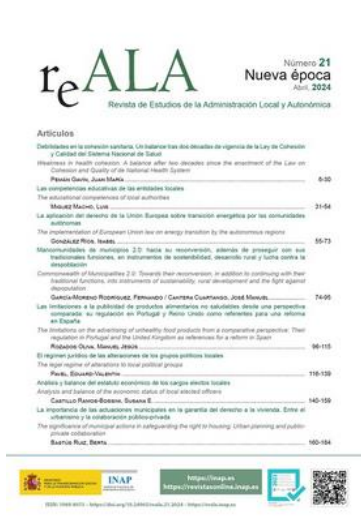 reALA
Número 21
Nueva época
Abril, 2024
Revista de Estudios de la Administración Local y Autonómica
Artículos
Debilidades en la cohesión sanitaria. Un balance tras dos décadas de vigencia de la Ley de Cohesión
y Calidad del Sistema Nacional de Salud
Weakness in health cohesion. A balance after two decades since the enactment of the Law on
Cohesion and Quality of de National Health System
PEMÁN GAVÍN, JUAN MARÍA 6-30
Las competencias educativas de las entidades locales
The educational competences of local authorities
MÍGUEZ MACHO, LUIS 31-54
La aplicación del derecho de la Unión Europea sobre transición energética por las comunidades
autónomas
The implementation of European Union law on energy transition by the autonomous regions
GONZÁLEZ RÍOS, ISABEL 55-73
Mancomunidades de municipios 2.0: hacia su reconversión, además de proseguir con sus
tradicionales funciones, en instrumentos de sostenibilidad, desarrollo rural y lucha contra la
despoblación
Commonwealth of Municipalities 2.0: Towards their reconversion, in addition to continuing with their
traditional functions, into instruments of sustainability, rural development and the fight against
depopulation
GARCÍA-MORENO RODRÍGUEZ, FERNANDO / CANTERA CUARTANGO, JOSÉ MANUEL 74-95
Las limitaciones a la publicidad de productos alimentarios no saludables desde una perspectiva
comparada: su regulación en Portugal y Reino Unido como referentes para una reforma
en España
The limitations on the advertising of unhealthy food products from a comparative perspective: Their
regulation in Portugal and the United Kingdom as references for a reform in Spain
ROZADOS OLIVA, MANUEL JESÚS 96-115
El régimen jurídico de las alteraciones de los grupos políticos locales
The legal regime of alterations to local political groups
PAVEL, EDUARD-VALENTIN 116-139
Análisis y balance del estatuto económico de los cargos electos locales
Analysis and balance of the economic status of local elected officers
CASTILLO RAMOS-BOSSINI, SUSANA E. 140-159
La importancia de las actuaciones municipales en la garantía del derecho a la vivienda. Entre el
urbanismo y la colaboración público-privada
The significance of municipal actions in safeguarding the right to housing: Urban planning and public-
private collaboration
BASTÚS RUIZ, BERTA 160-184
INAP
https://inap.es
https://revistasonline.inap.es